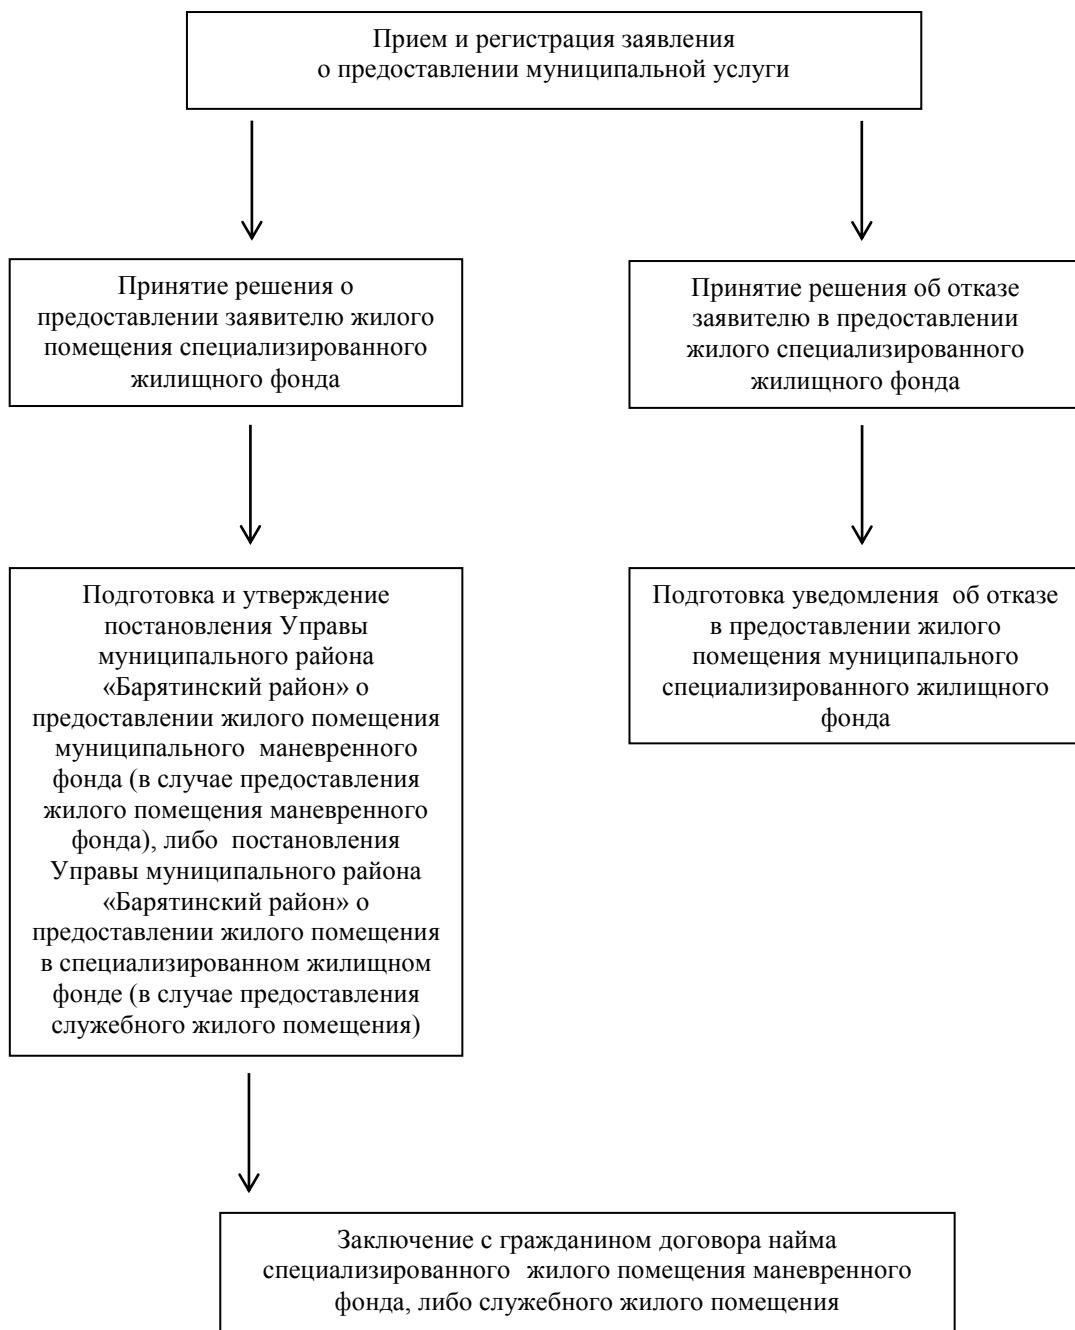 Прием и регистрация заявления
о предоставлении муниципальной услуги
Принятие решения о
предоставлении заявителю жилого
помещения специализированного
жилищного фонда
Принятие решения об отказе
заявителю в предоставлении
жилого специализированного
жилищного фонда
Подготовка и утверждение
постановления Управы
муниципального района
«Барятинский район» о
предоставлении жилого помещения
муниципального маневренного
фонда (в случае предоставления
жилого помещения маневренного
фонда), либо постановления
Управы муниципального района
«Барятинский район» о
предоставлении жилого помещения
в специализированном жилищном
фонде (в случае предоставления
служебного жилого помещения)
Подготовка уведомления об отказе
в предоставлении жилого
помещения муниципального
специализированного жилищного
фонда
Заключение с гражданином договора найма
специализированного жилого помещения маневренного
фонда, либо служебного жилого помещения